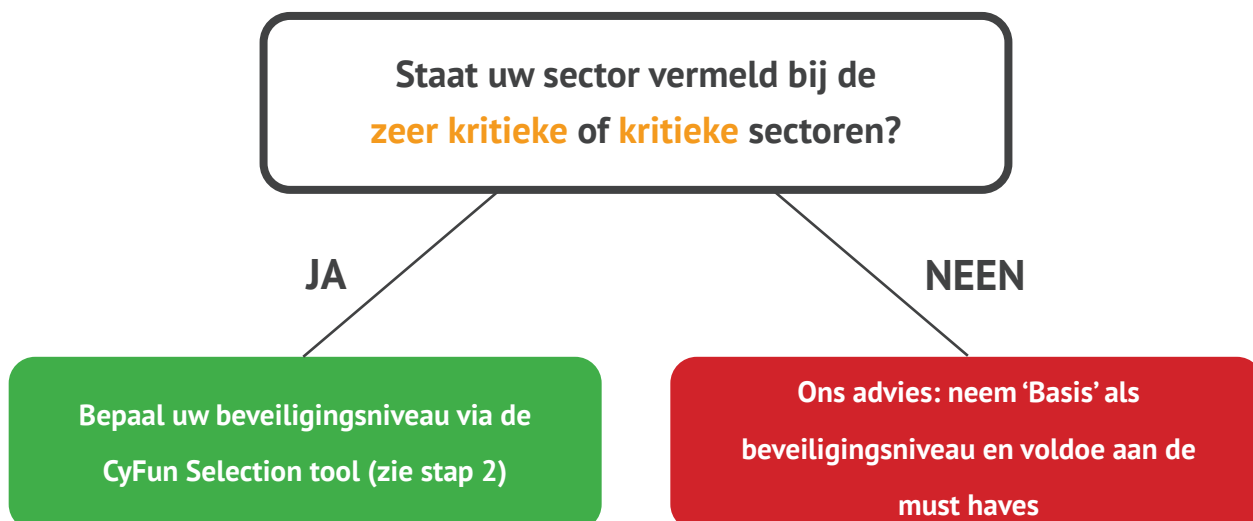 Staat uw sector vermeld bij de
zeer kritieke of kritieke sectoren?
JA
NEEN
Bepaal uw beveiligingsniveau via de
CyFun Selection tool (zie stap 2)
Ons advies: neem ‘Basis’ als
beveiligingsniveau en voldoe aan de
must haves